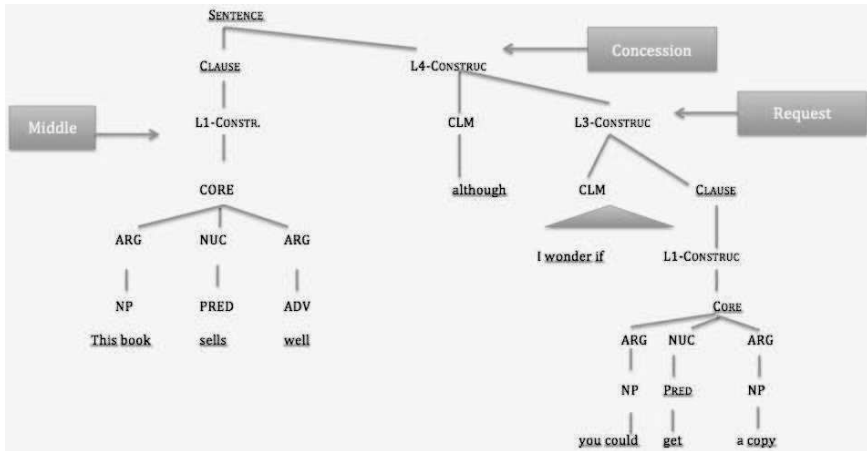 SENTENCE
Concession
CLAUSE L4-CONSTRUC
Middle L1-CONSTR. CLM L3-CONSTRUC Request
CORE although CLM CLAUSE
ARG NUC ARG
I wonder if L1-CONSTRUC
NP PRED ADV CORE
This book sells well
ARG NUC ARG
NP PRED NP
you could get a copy